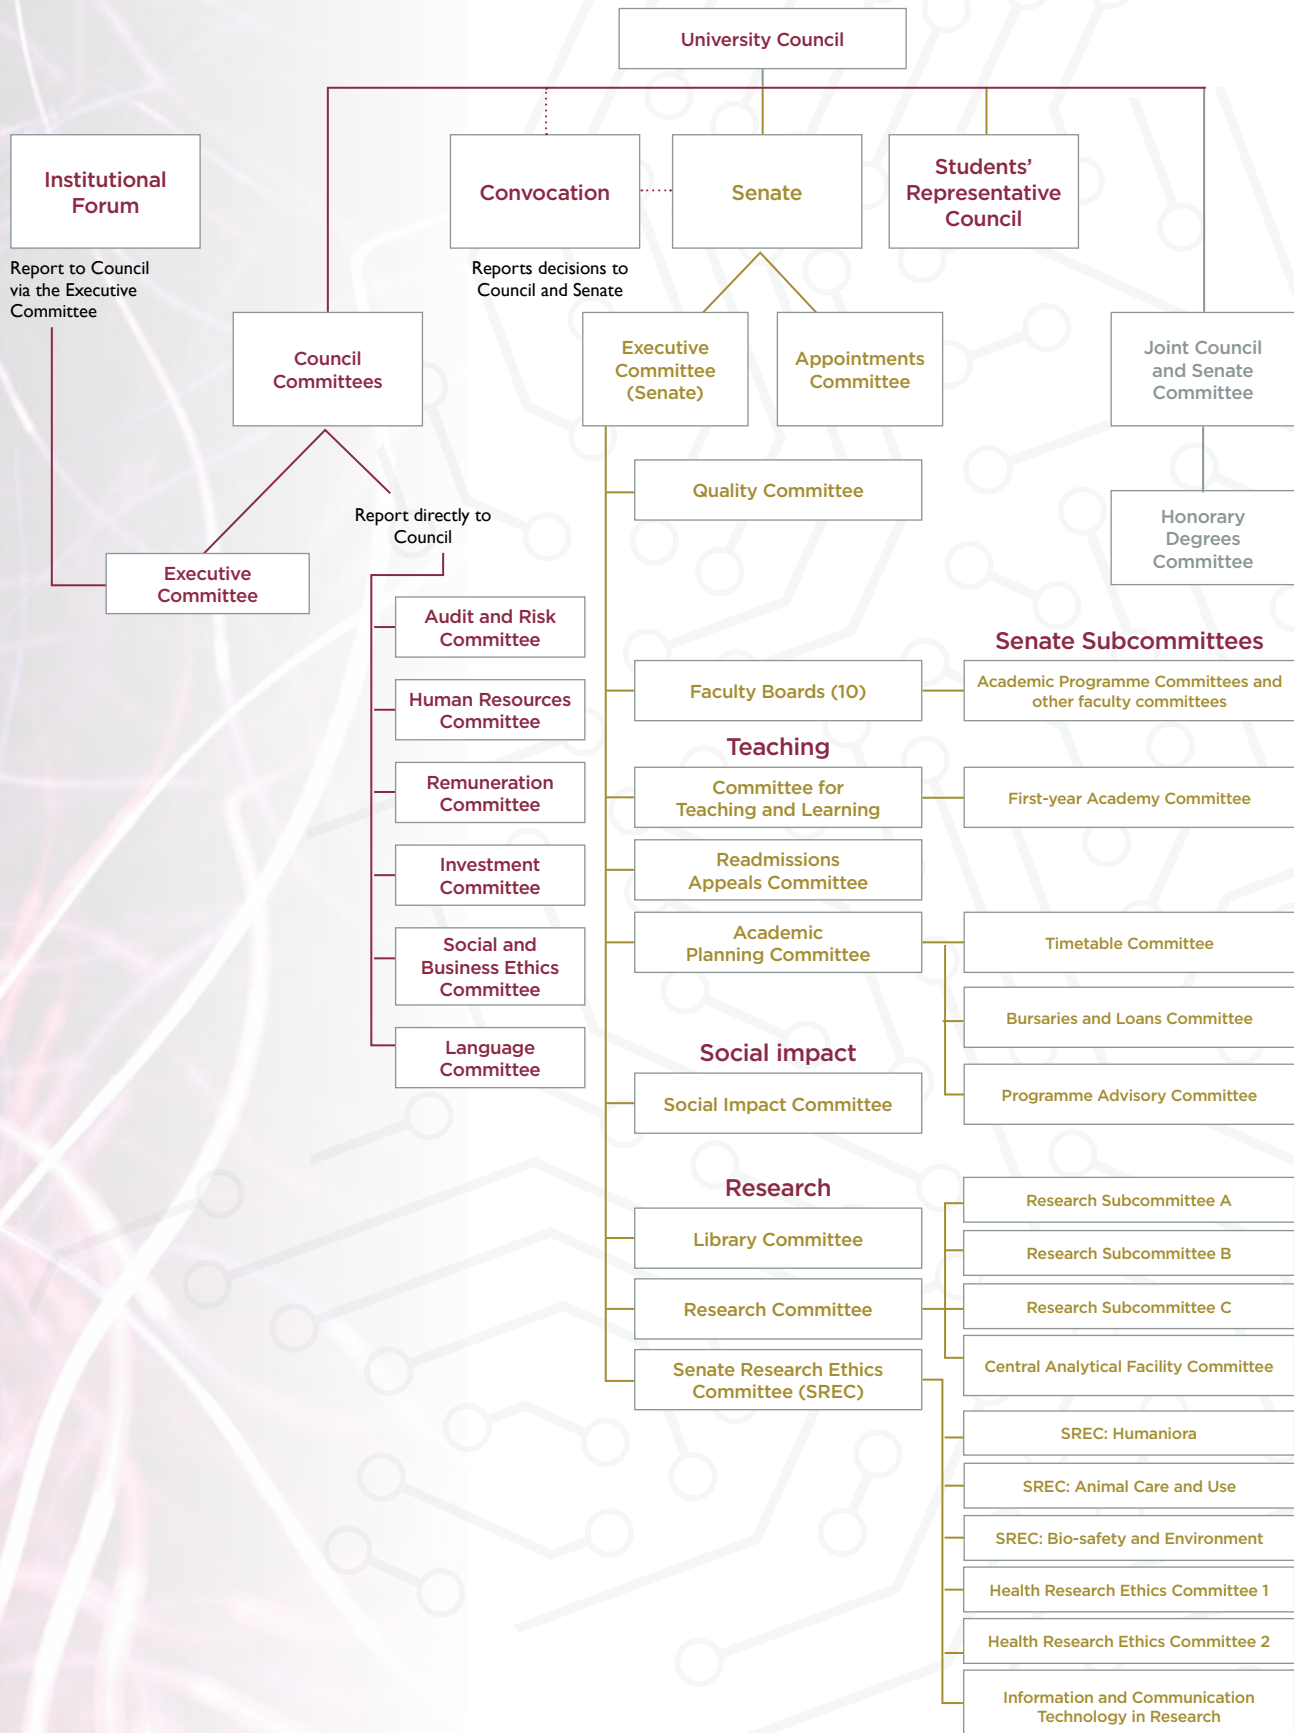 University Council
Institutional
Forum
Convocation
Senate
Students’
Representative
Council
Report to Council
via the Executive
Committee
Reports decisions to
Council and Senate
Council
Committees
Executive
Committee
(Senate)
Appointments
Committee
Joint Council
and Senate
Committee
Quality Committee
Report directly to
Council
Honorary
Degrees
Committee
Executive
Committee
Audit and Risk
Committee
Human Resources
Committee
Remuneration
Committee
Investment
Committee
Social and
Business Ethics
Committee
Language
Committee
Senate Subcommittees
Faculty Boards (10)
Academic Programme Committees and
other faculty committees
Teaching
Committee for
Teaching and Learning
First-year Academy Committee
Readmissions
Appeals Committee
Academic
Planning Committee
Timetable Committee
Bursaries and Loans Committee
Programme Advisory Committee
Social impact
Social Impact Committee
Research
Library Committee
Research Committee
Research Subcommittee A
Research Subcommittee B
Research Subcommittee C
Central Analytical Facility Committee
Senate Research Ethics
Committee (SREC)
SREC: Humaniora
SREC: Animal Care and Use
SREC: Bio-safety and Environment
Health Research Ethics Committee 1
Health Research Ethics Committee 2
Information and Communication
Technology in Research